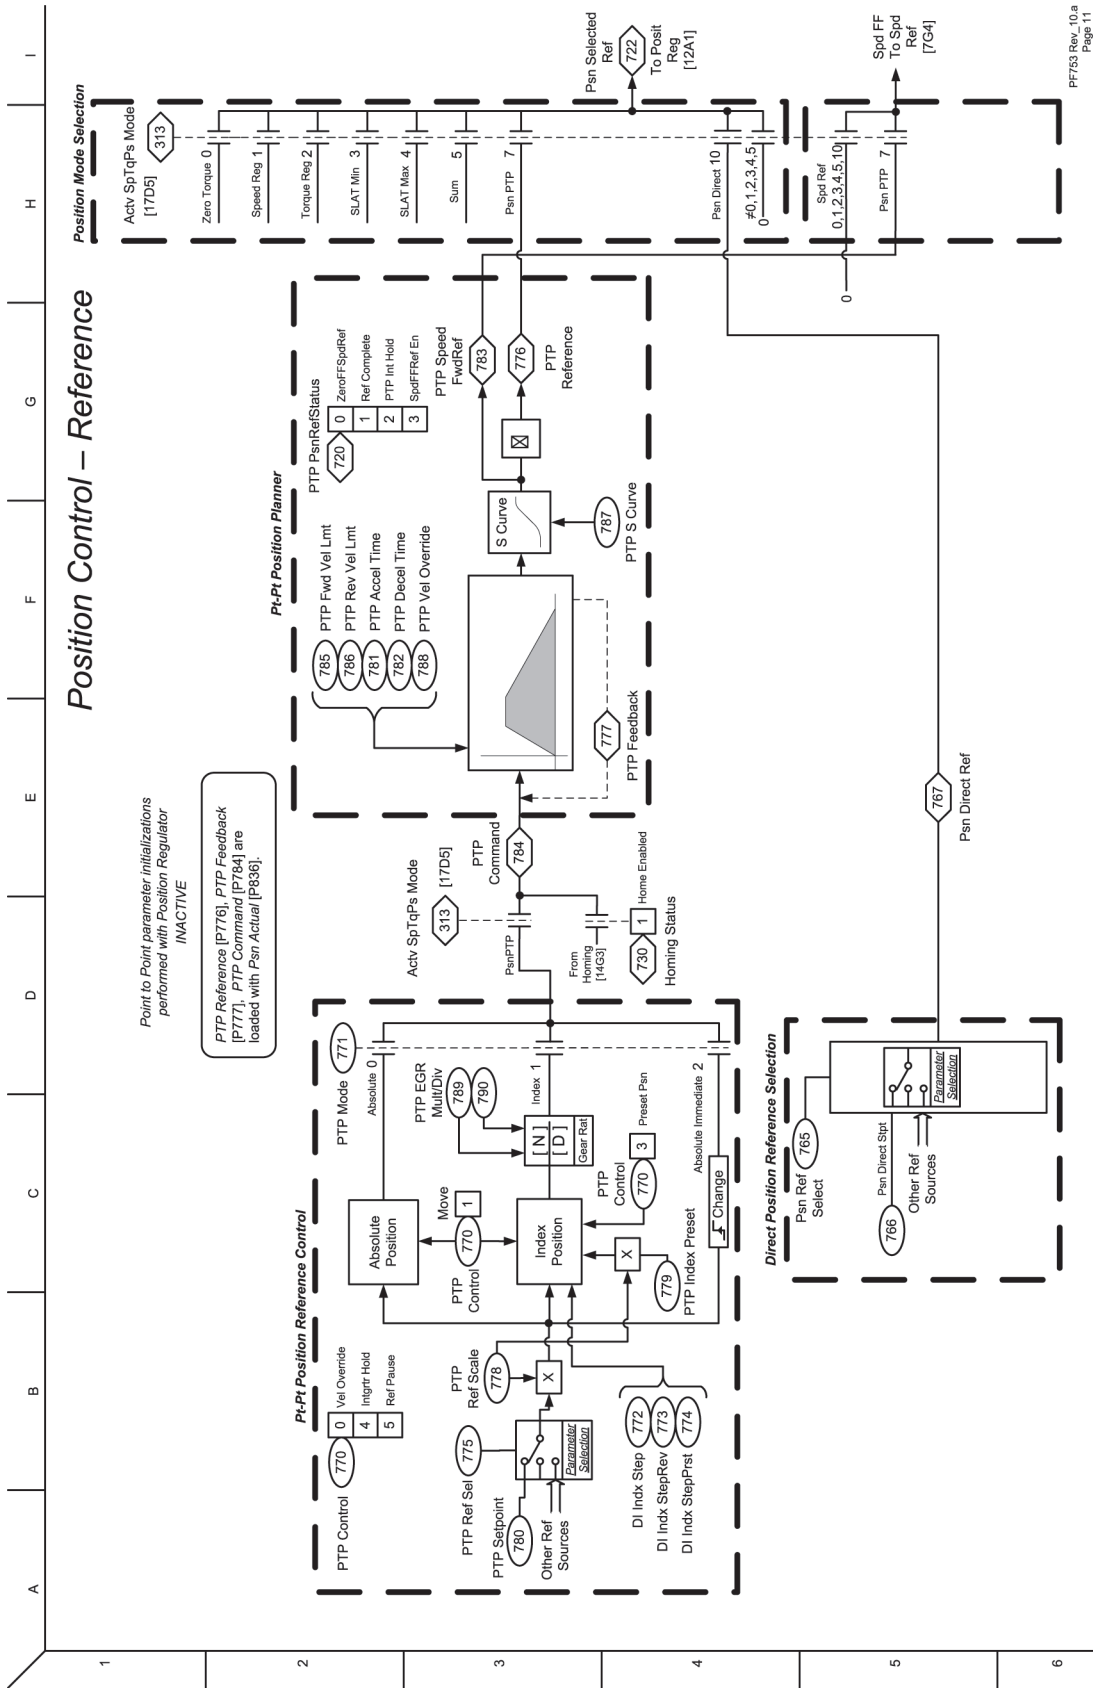 A
B
C
D
E
F
G
H
I
1
2
3
4
5
6
Position Control – Reference
Point to Point parameter initializations
performed with Position Regulator
INACTIVE
PTP Reference [P776], PTP Feedback
[P777], PTP Command [P784] are
loaded with Psn Actual [P836].
Pt-Pt Position Reference Control
PTP Control
770
0 Vel Override
4 Intgrtr Hold
5 Ref Pause
PTP Ref Sel
775
PTP Setpoint
780
Other Ref
Sources
Parameter
Selection
PTP
Ref Scale
778
X
DI Indx Step
772
DI Indx StepRev
773
DI Indx StepPrst
774
Absolute
Position
PTP
Control
770
Move
1
Index
Position
X
779
PTP Index Preset
PTP
Control
770
3 Preset Psn
PTP EGR
Mult/Div
789
790
[ N ]
[ D ]
Gear Rat
PTP Mode
771
Absolute 0
Index 1
Absolute Immediate 2
Change
Actv SpTqPs Mode
313
[17D5]
PsnPTP
From
Homing
[14G3]
730
1 Home Enabled
Homing Status
PTP
Command
784
Pt-Pt Position Planner
785 PTP Fwd Vel Lmt
786 PTP Rev Vel Lmt
781 PTP Accel Time
782 PTP Decel Time
788 PTP Vel Override
777
PTP Feedback
S Curve
787
PTP S Curve
PTP PsnRefStatus
720
0 ZeroFFSpdRef
1 Ref Complete
2 PTP Int Hold
3 SpdFFRef En
PTP Speed
FwdRef
783
776
PTP
Reference
Position Mode Selection
Actv SpTqPs Mode
[17D5]
313
Zero Torque 0
Speed Reg 1
Torque Reg 2
SLAT Min 3
SLAT Max 4
Sum 5
Psn PTP 7
Psn Direct 10
≠0,1,2,3,4,5
0
Spd Ref
0,1,2,3,4,5,10
0
Psn PTP 7
Psn Selected
Ref
722
To Posit
Reg
[12A1]
Spd FF
To Spd
Ref
[7G4]
Direct Position Reference Selection
Psn Ref
Select
765
Psn Direct Stpt
766
Other Ref
Sources
Parameter
Selection
767
Psn Direct Ref
PF753 Rev_10.a
Page 11